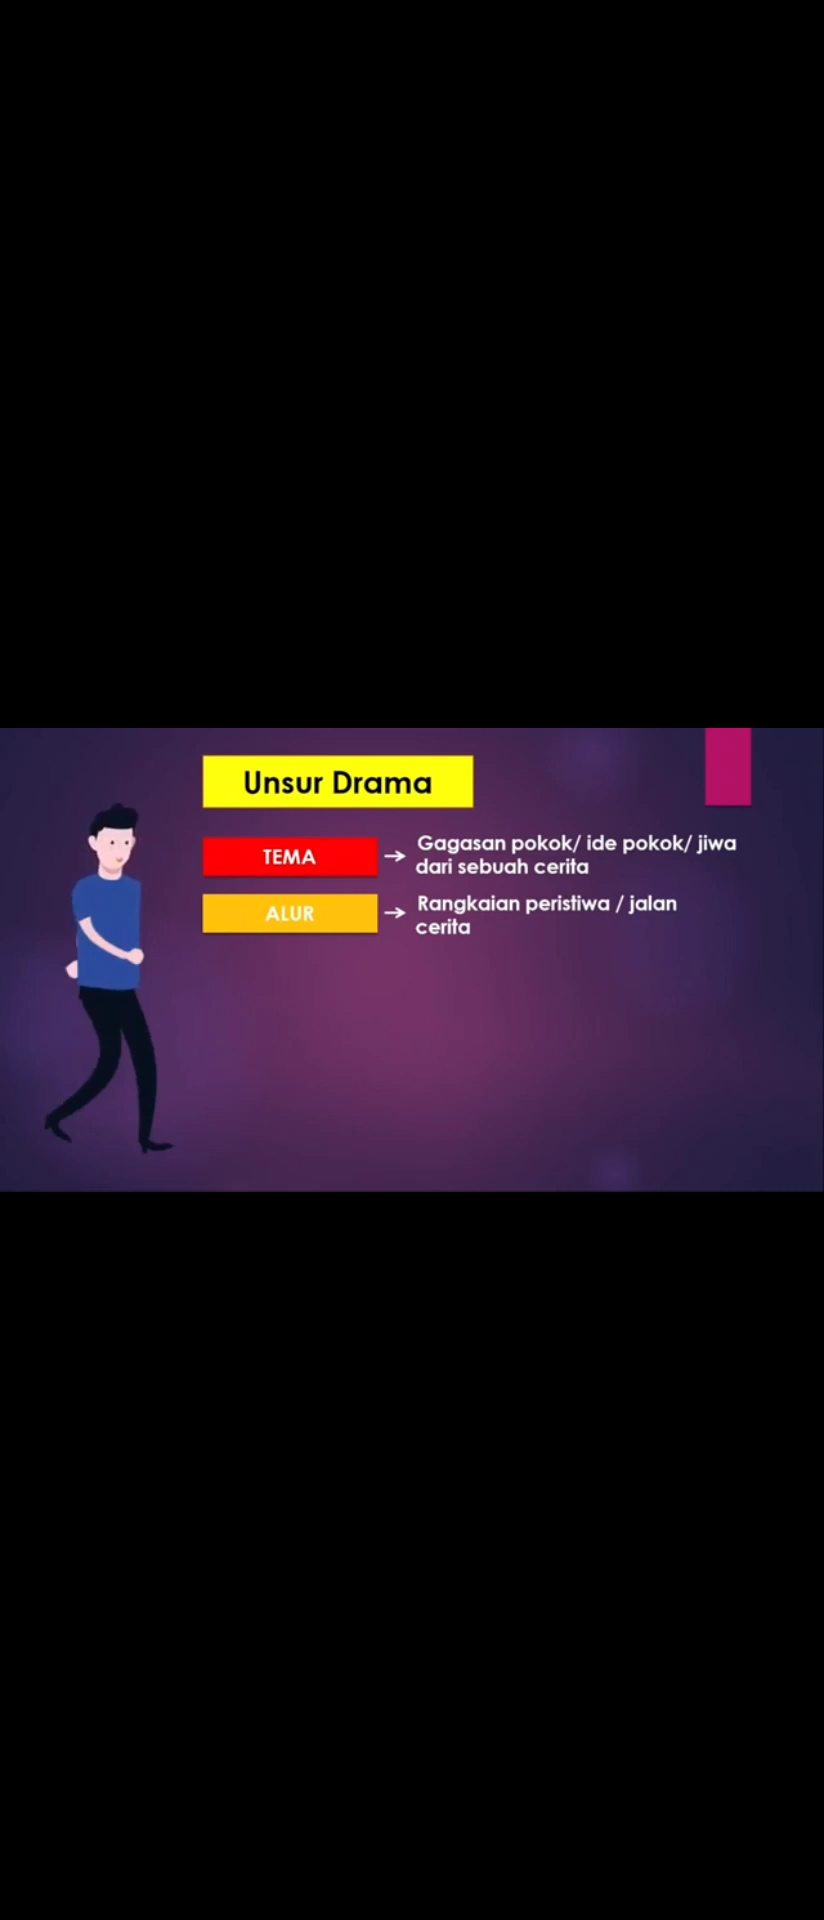 Unsur Drama
TEMA
Gagasan pokok/ ide pokok/ jiwa
dari sebuah cerita
ALUR
Rangkaian peristiwa / jalan
cerita